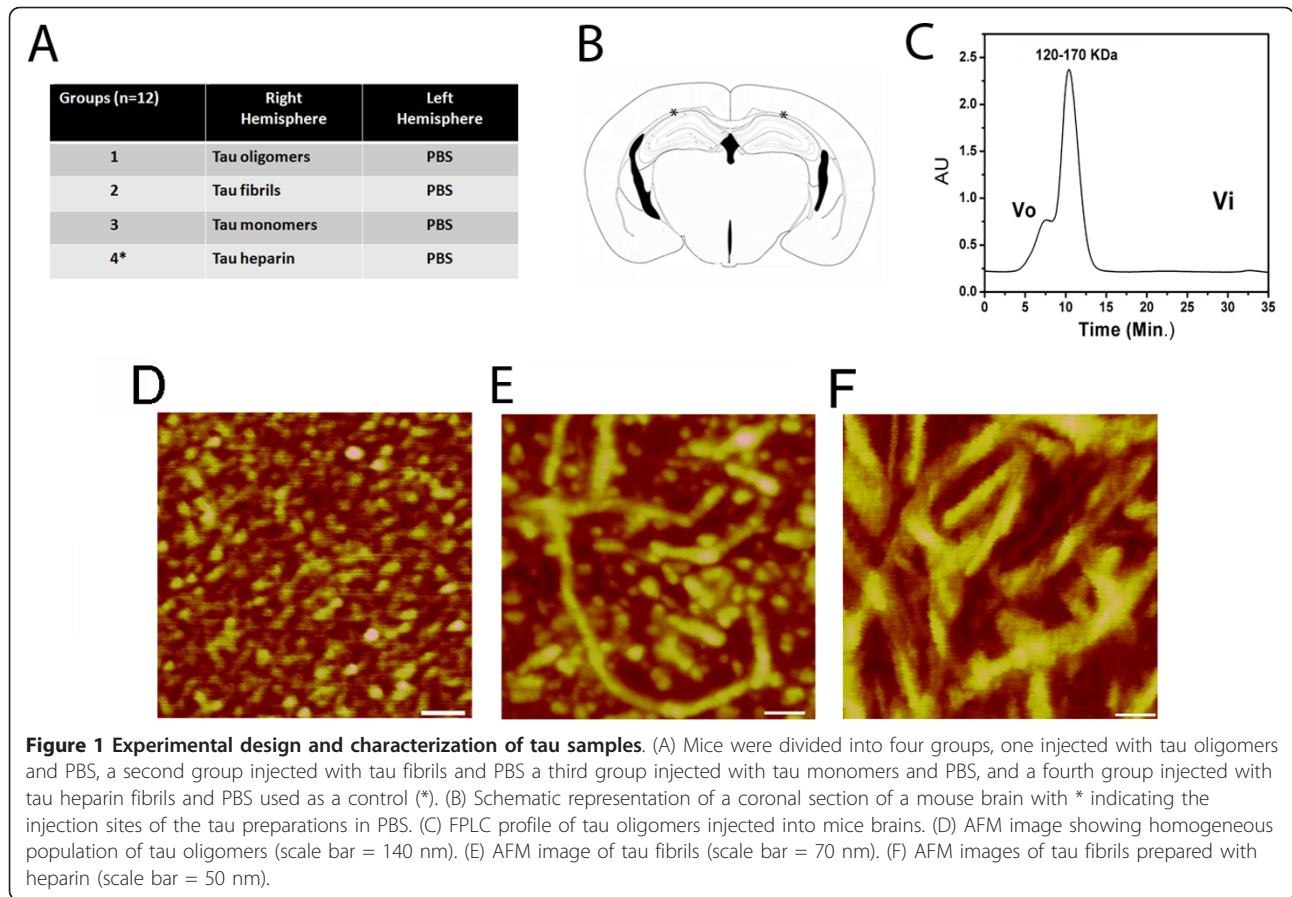 A
Groups (n=12) Right Hemisphere Left Hemisphere
1 Tau oligomers PBS
2 Tau fibrils PBS
3 Tau monomers PBS
4* Tau heparin PBS
B
* *
C
120-170 KDa
2.5
2.0
1.5
1.0
0.5
0.0
AU
Vo
Vi
0 5 10 15 20 25 30 35
Time (Min.)
D
E
F
Figure 1 Experimental design and characterization of tau samples. (A) Mice were divided into four groups, one injected with tau oligomers
and PBS, a second group injected with tau fibrils and PBS a third group injected with tau monomers and PBS, and a fourth group injected with
tau heparin fibrils and PBS used as a control (*). (B) Schematic representation of a coronal section of a mouse brain with * indicating the
injection sites of the tau preparations in PBS. (C) FPLC profile of tau oligomers injected into mice brains. (D) AFM image showing homogeneous
population of tau oligomers (scale bar = 140 nm). (E) AFM image of tau fibrils (scale bar = 70 nm). (F) AFM images of tau fibrils prepared with
heparin (scale bar = 50 nm).